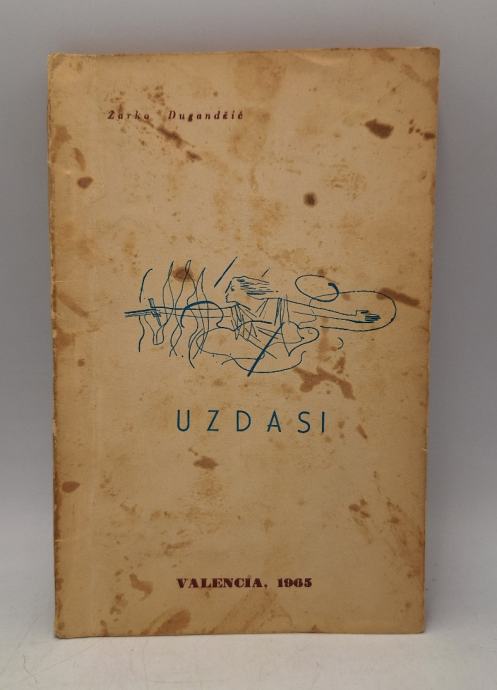 Žarko Dugandžić
UZDASI
VALENCIA, 1965